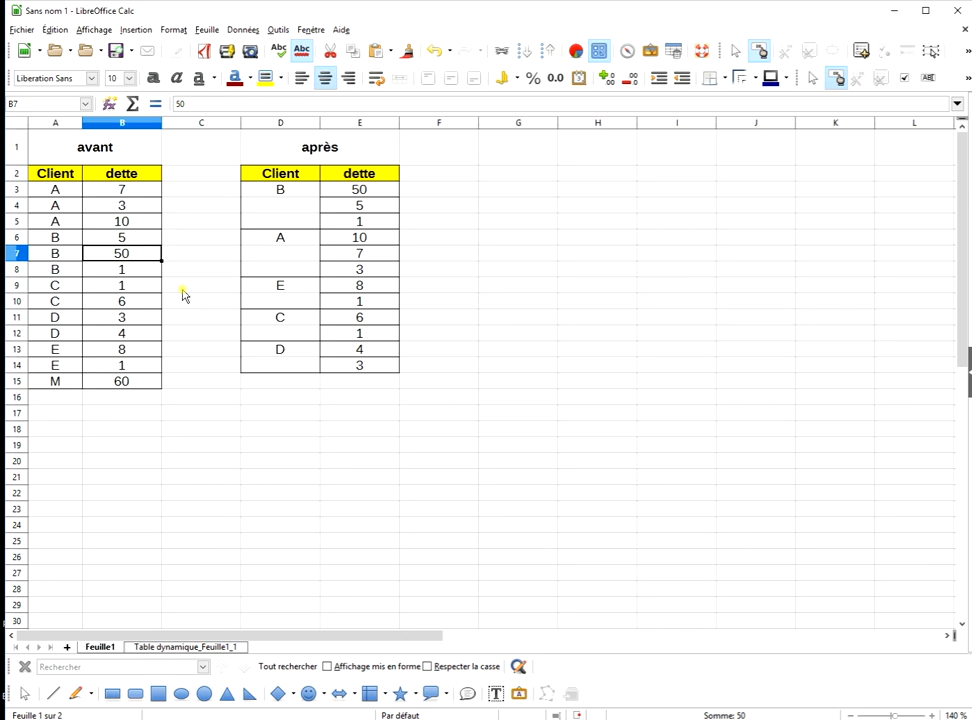 Sans nom 1 - LibreOffice Calc
Fichier Édition Affichage Insertion Format Feuille Données Outils Fenêtre Aide
Abc Abc
Liberation Sans 10 a a a a % 0.0
B7 50
A B C D E F G H I J K L
1 avant après
2 Client dette Client dette
3 A 7 B 50
4 A 3 5
5 A 10 1
6 B 5 A 10
7 B 50 7
8 B 1 3
9 C 1 E 8
10 C 6 1
11 D 3 C 6
12 D 4 1
13 E 8 D 4
14 E 1 3
15 M 60
16
17
18
19
20
21
22
23
24
25
26
27
28
29
30
Feuille1 Table dynamique_Feuille1_1
Rechercher Tout rechercher Affichage mis en forme Respecter la casse
Feuille 1 sur 2 Par défaut Somme: 50 140 %